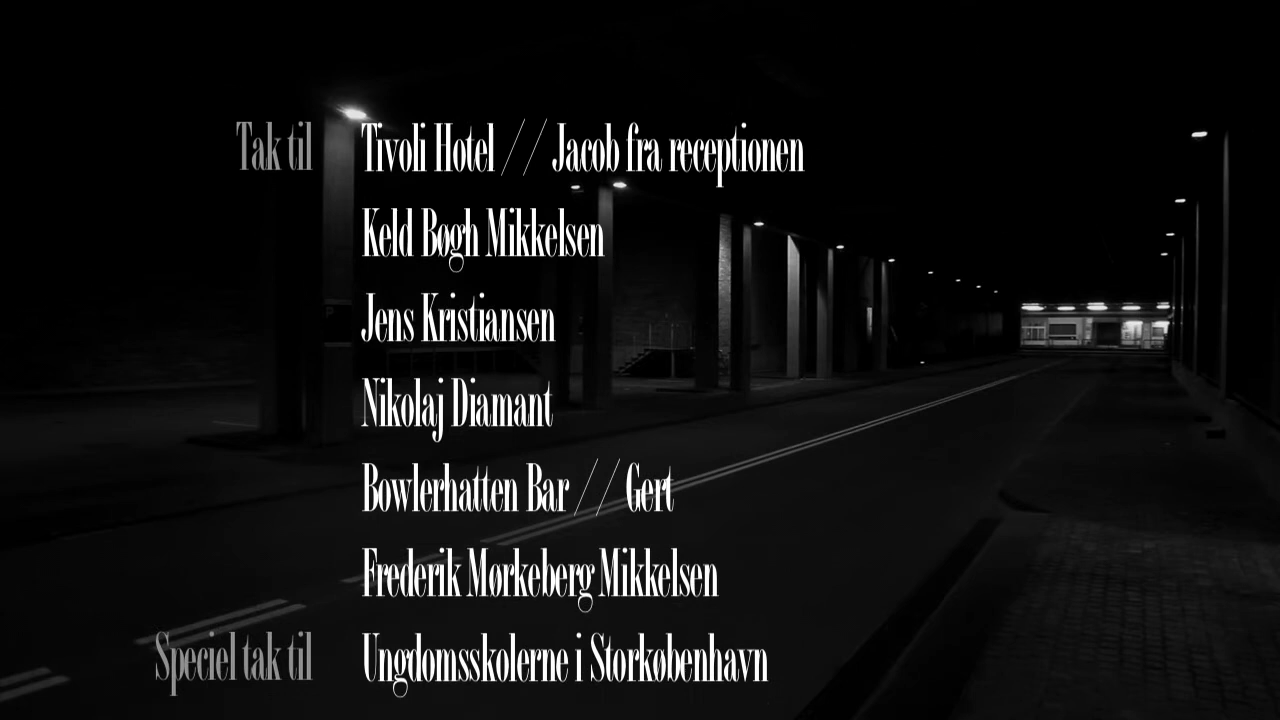 Tak til Tivoli Hotel // Jacob fra receptionen
Keld Bøgh Mikkelsen
Jens Kristiansen
Nikolaj Diamant
Bowlerhatten Bar // Gert
Frederik Mørkeberg Mikkelsen
Speciel tak til Ungdomsskolerne i Storkøbenhavn